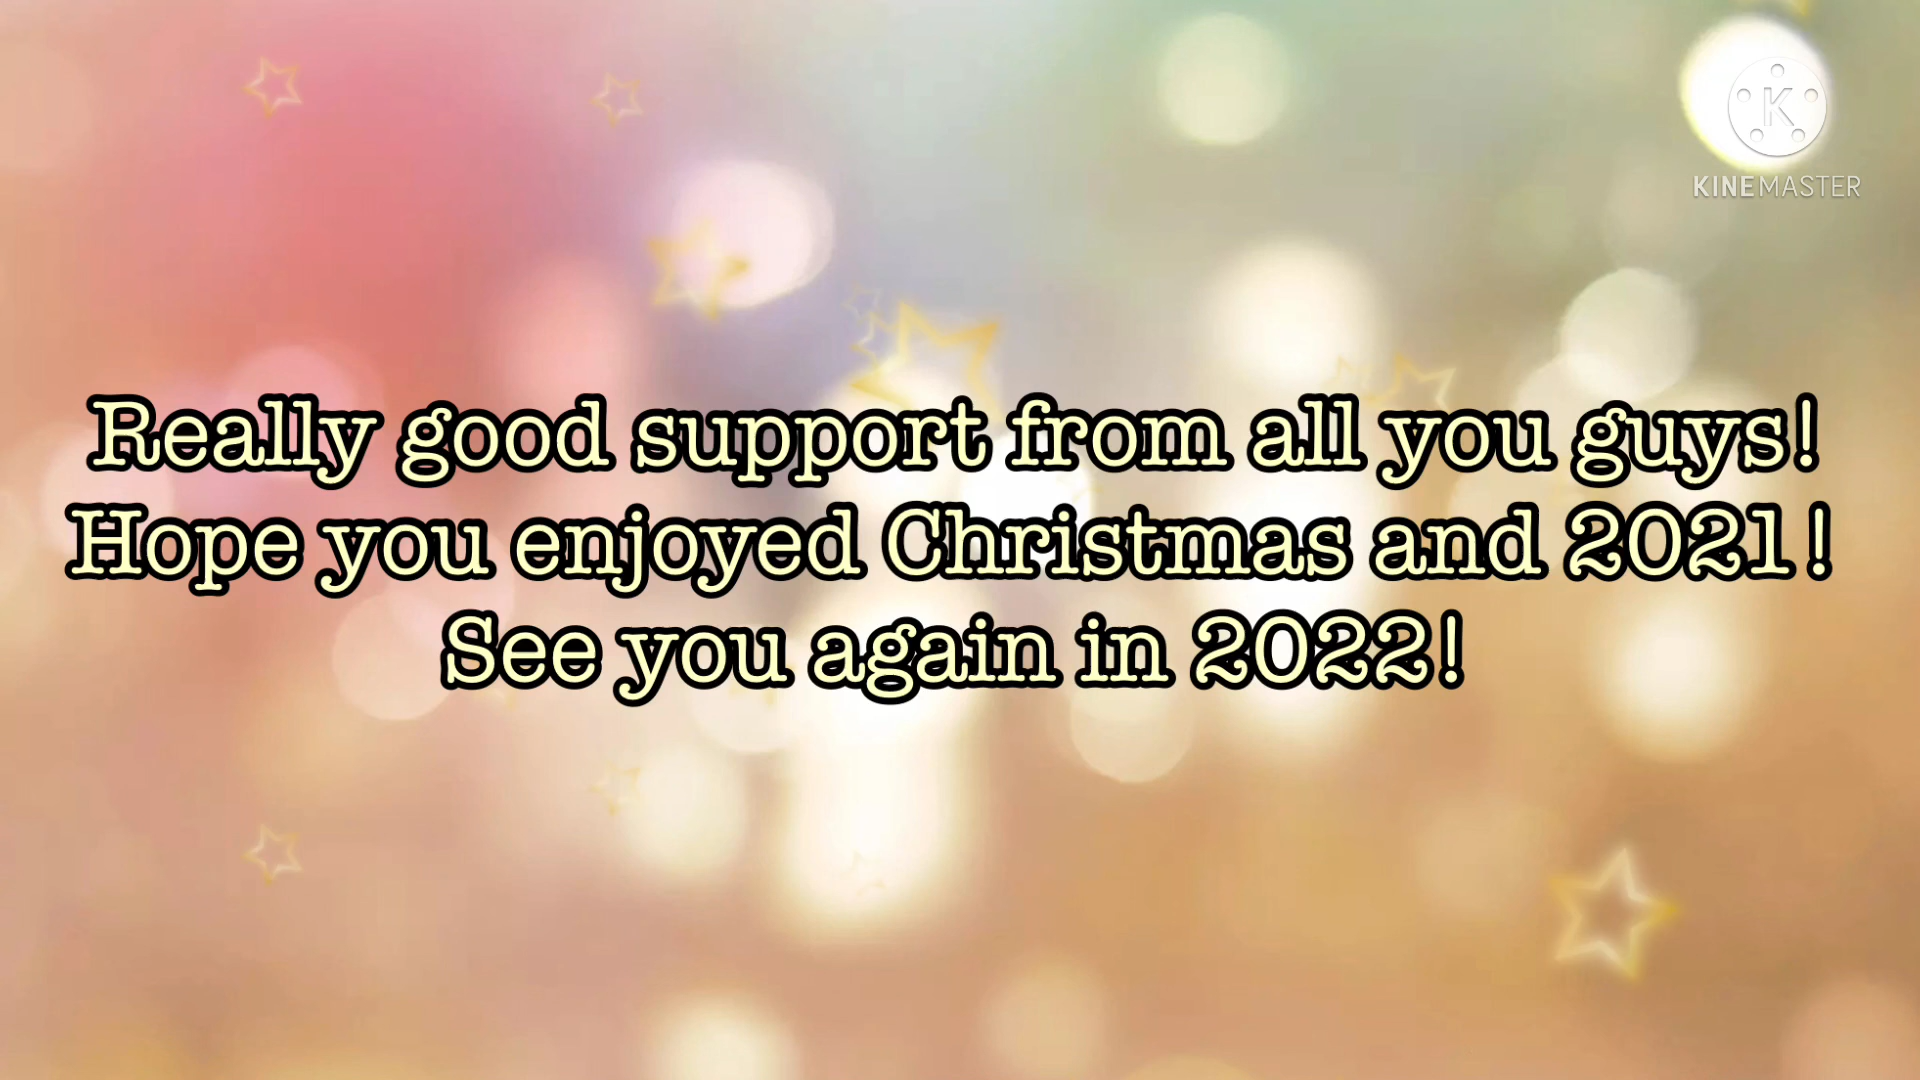 K
KINEMASTER
Really good support from all you guys!
Hope you enjoyed Christmas and 2021!
See you again in 2022!